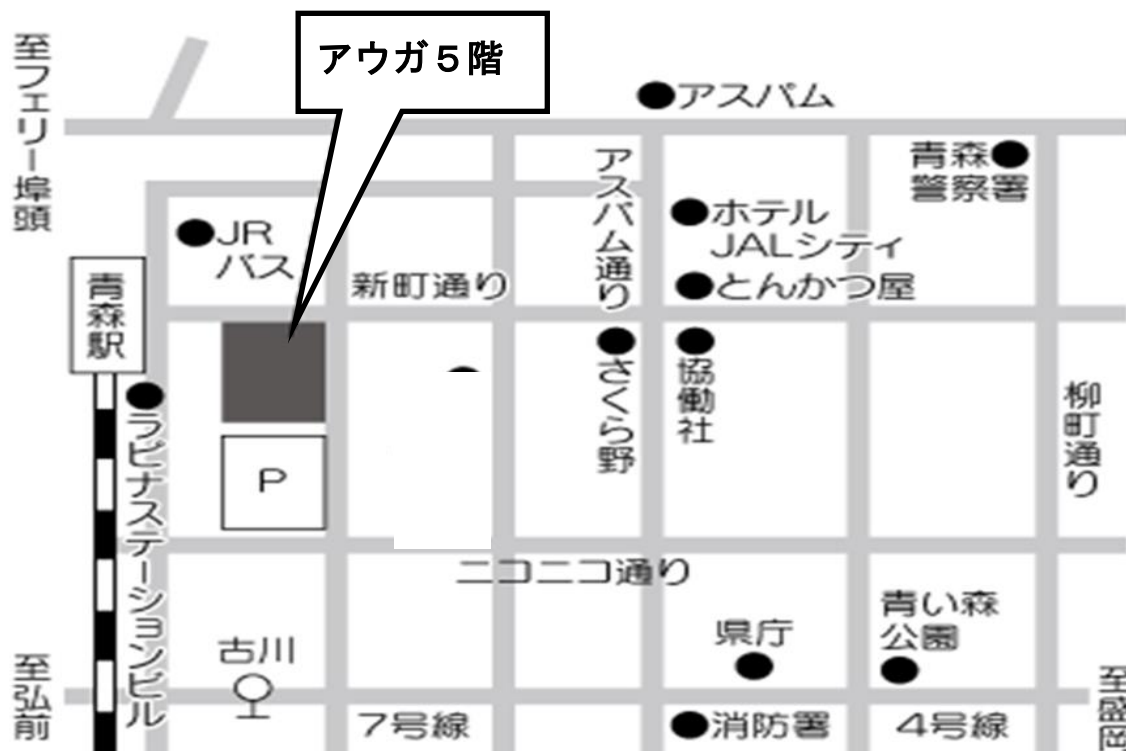 アウガ５階
アスパム
至フェリー埠頭
青森
警察署
アスパム通り
ホテル
JALシティ
JR
バス
新町通り
とんかつ屋
青森駅
さくら野
協働社
柳町通り
ラビナステーションビル
P
ニコニコ通り
青い森
公園
県庁
古川
至弘前
至盛岡
7号線
消防署
4号線